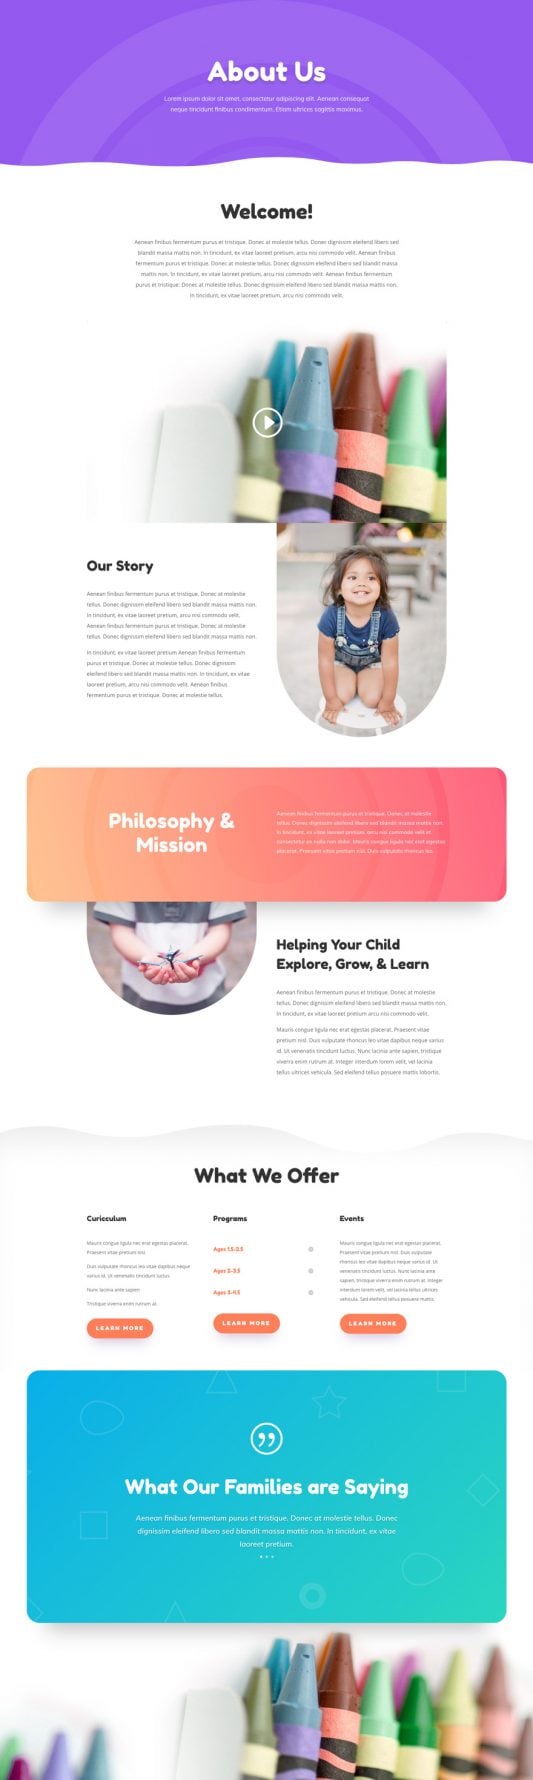 About Us
Lorem ipsum dolor sit amet, consectetur adipiscing elit. Aenean consequat
neque tincidunt finibus condimentum. Etiam ultrices sagittis maximus.
Welcome!
Aenean finibus fermentum purus et tristique. Donec at molestie tellus. Donec dignissim eleifend libero sed
blandit massa mattis non. In tincidunt, ex vitae laoreet pretium, arcu nisi commodo velit. Aenean finibus
fermentum purus et tristique. Donec at molestie tellus. Donec dignissim eleifend libero sed blandit massa
mattis non. In tincidunt, ex vitae laoreet pretium, arcu nisi commodo velit. Aenean finibus fermentum
purus et tristique. Donec at molestie tellus. Donec dignissim eleifend libero sed blandit massa mattis non.
In tincidunt, ex vitae laoreet pretium, arcu nisi commodo velit.
Our Story
Aenean finibus fermentum purus et tristique. Donec at molestie
tellus. Donec dignissim eleifend libero sed blandit massa mattis non.
In tincidunt, ex vitae laoreet pretium, arcu nisi commodo velit.
Aenean finibus fermentum purus et tristique. Donec at molestie
tellus. Donec dignissim eleifend libero sed blandit massa mattis non.
In tincidunt, ex vitae laoreet pretium Aenean finibus fermentum
purus et tristique. Donec at molestie tellus. Donec dignissim
eleifend libero sed blandit massa mattis non. In tincidunt, ex vitae
laoreet pretium, arcu nisi commodo velit. Aenean finibus
fermentum purus et tristique. Donec at molestie tellus.
Philosophy &
Mission
Aenean finibus fermentum purus et tristique. Donec at molestie
tellus. Donec dignissim eleifend libero sed blandit massa mattis non.
In tincidunt, ex vitae laoreet pretium, arcu nisi commodo velit et
consectetur ex nulla non dolor. Mauris congue ligula nec erat egestas
placerat. Praesent vitae pretium nisl. Duis vulputate rhoncus leo.
Helping Your Child
Explore, Grow, & Learn
Aenean finibus fermentum purus et tristique. Donec at molestie
tellus. Donec dignissim eleifend libero sed blandit massa mattis non.
In tincidunt, ex vitae laoreet pretium, arcu nisi commodo velit.
Mauris congue ligula nec erat egestas placerat. Praesent vitae
pretium nisl. Duis vulputate rhoncus leo vitae dapibus neque varius
id. Ut venenatis tincidunt luctus. Nunc lacinia ante sapien, tristique
viverra enim rutrum at. Integer interdum lorem velit, vel lacinia
tellus ultrices vehicula. Sed eleifend tellus posuere mattis lobortis.
What We Offer
Curicculum
Mauris congue ligula nec erat egestas placerat.
Praesent vitae pretium nisl.
Duis vulputate rhoncus leo vitae dapibus neque
varius id. Ut venenatis tincidunt luctus.
Nunc lacinia ante sapien
Tristique viverra enim rutrum at.
LEARN MORE
Programs
Ages 1.5-2.5
Ages 2-3.5
Ages 3-4.5
LEARN MORE
Events
Mauris congue ligula nec erat egestas placerat.
Praesent vitae pretium nisl. Duis vulputate
rhoncus leo vitae dapibus neque varius id. Ut
venenatis tincidunt luctus. Nunc lacinia ante
sapien, tristique viverra enim rutrum at. Integer
interdum lorem velit, vel lacinia tellus ultrices
vehicula. Sed eleifend tellus posuere mattis.
LEARN MORE
What Our Families are Saying
Aenean finibus fermentum purus et tristique. Donec at molestie tellus. Donec
dignissim eleifend libero sed blandit massa mattis non. In tincidunt, ex vitae
laoreet pretium.